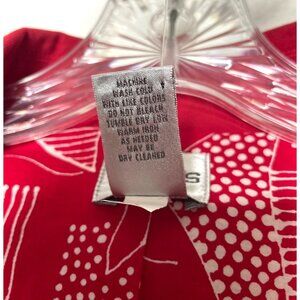 MACHINE
WASH COLD
WITH LIKE COLORS
DO NOT BLEACH
TUMBLE DRY LOW
WARM IRON
AS NEEDED
MAY BE
DRY CLEANED
S